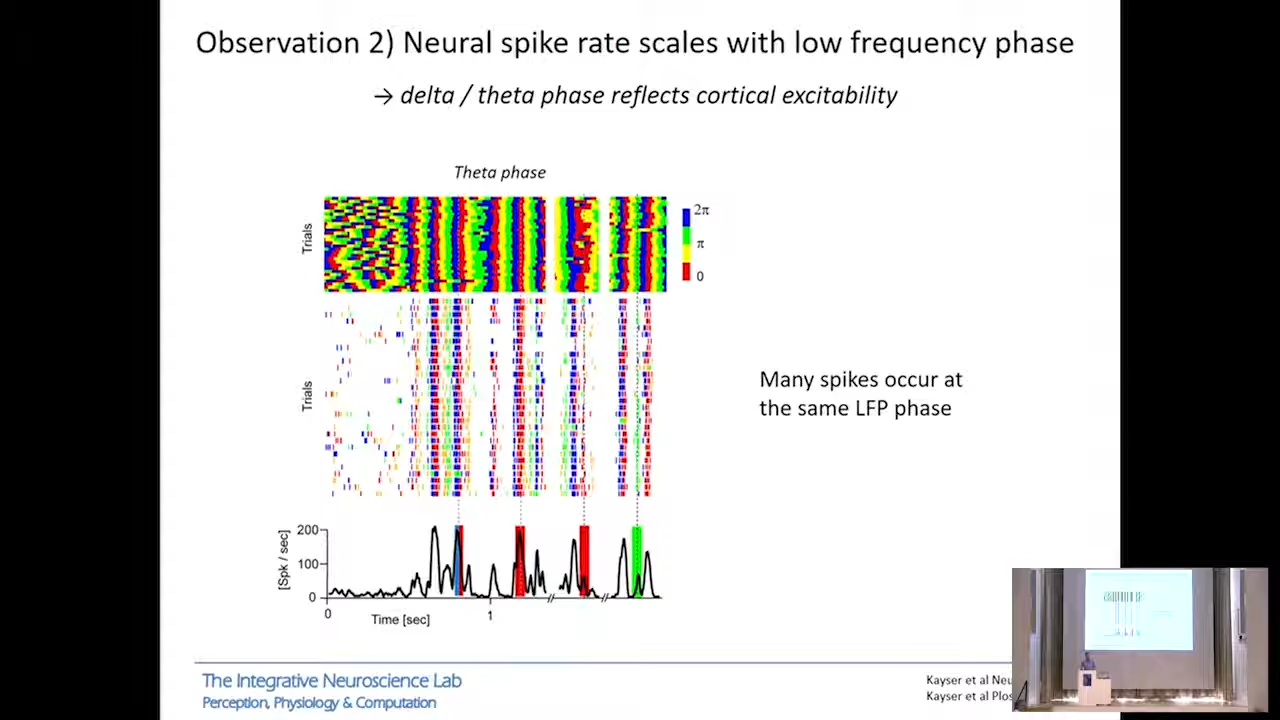 Observation 2) Neural spike rate scales with low frequency phase
→ delta / theta phase reflects cortical excitability
Theta phase
Trials
2π
π
0
Trials
Many spikes occur at
the same LFP phase
[Spk / sec]
200
100
0
0
1
Time [sec]
The Integrative Neuroscience Lab
Perception, Physiology & Computation
Kayser et al
Kayser et al